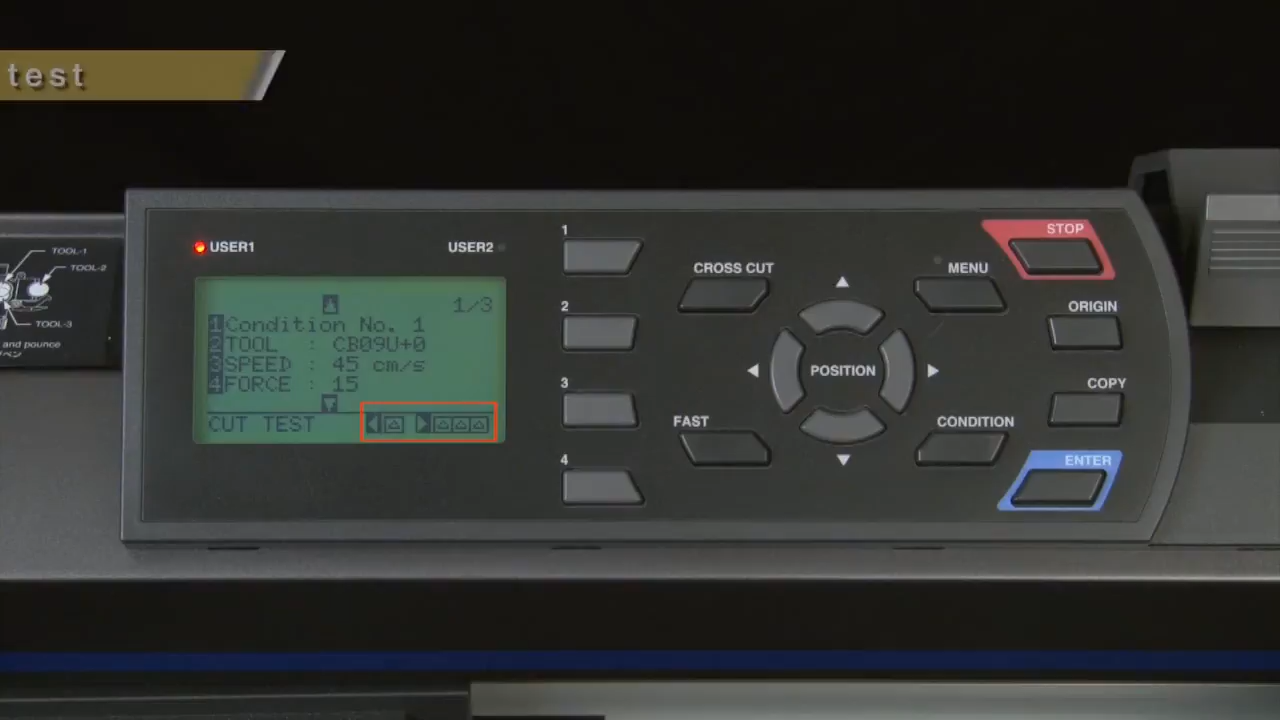 test
TOOL-1
TOOL-2
TOOL-3
and pounce
USER1
USER2
1/3
1 Condition No. 1
2 TOOL : CB09U+0
3 SPEED : 45 cm/s
4 FORCE : 15
CUT TEST
1
2
3
4
CROSS CUT
MENU
STOP
ORIGIN
POSITION
COPY
FAST
CONDITION
ENTER